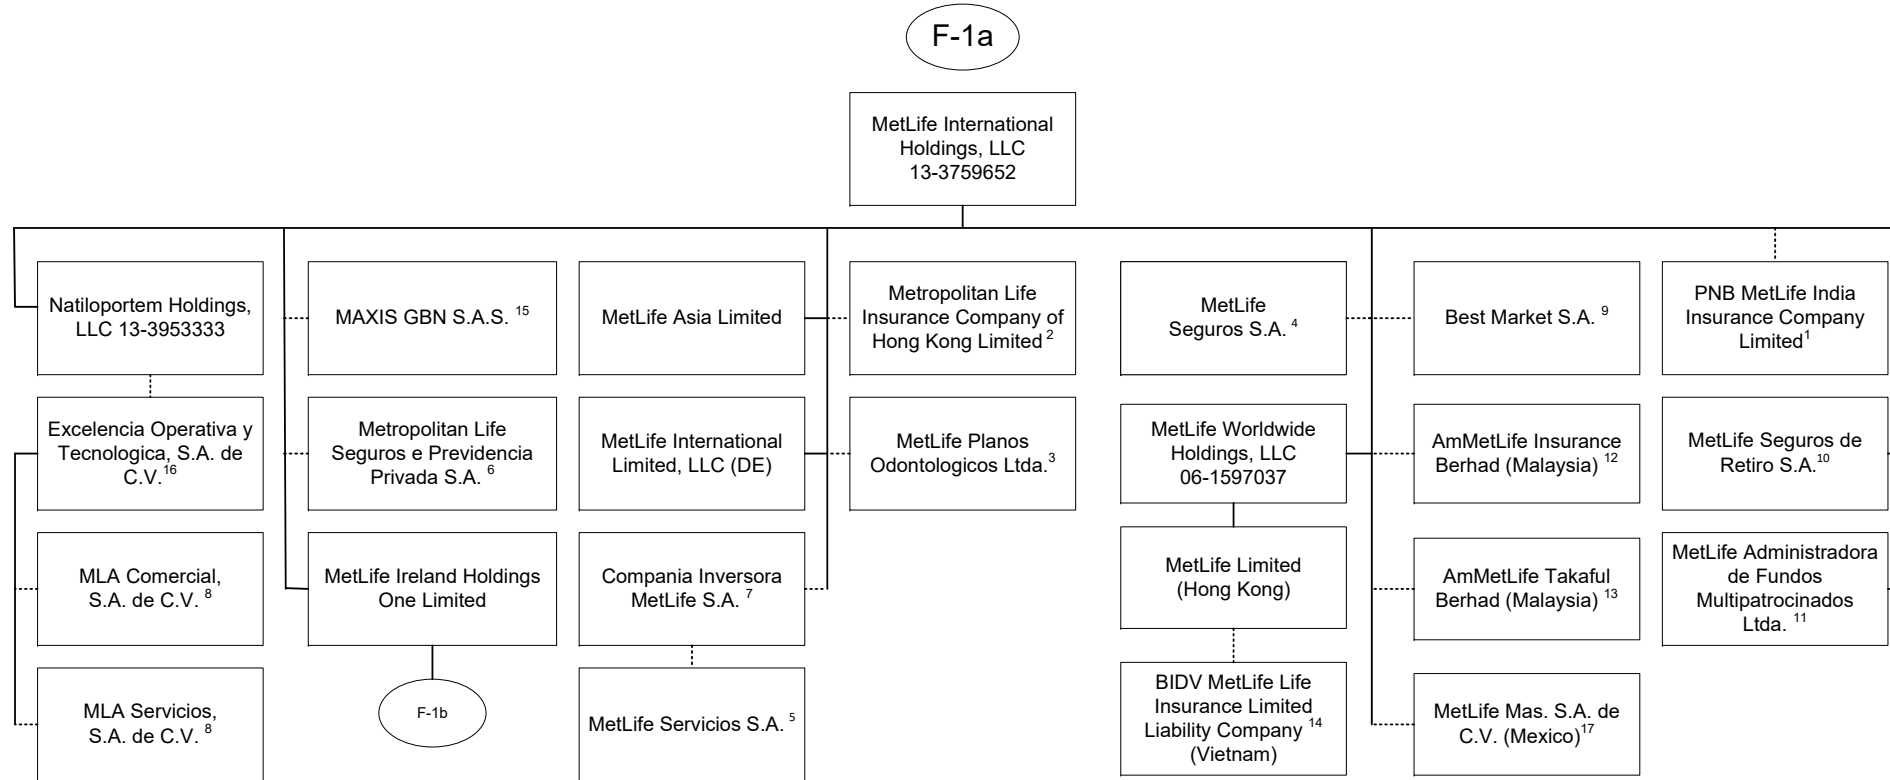 F-1a
MetLife International
Holdings, LLC
13-3759652
Natiloportem Holdings,
LLC 13-3953333
MAXIS GBN S.A.S. 15
MetLife Asia Limited
Metropolitan Life
Insurance Company of
Hong Kong Limited 2
MetLife
Seguros S.A. 4
Best Market S.A. 9
PNB MetLife India
Insurance Company
Limited1
Excelencia Operativa y
Tecnologica, S.A. de
C.V.16
Metropolitan Life
Seguros e Previdencia
Privada S.A. 6
MetLife International
Limited, LLC (DE)
MetLife Planos
Odontologicos Ltda.3
MetLife Worldwide
Holdings, LLC
06-1597037
AmMetLife Insurance
Berhad (Malaysia) 12
MetLife Seguros de
Retiro S.A.10
MLA Comercial,
S.A. de C.V. 8
MetLife Ireland Holdings
One Limited
Compania Inversora
MetLife S.A. 7
MetLife Limited
(Hong Kong)
AmMetLife Takaful
Berhad (Malaysia) 13
MetLife Administradora
de Fundos
Multipatrocinados
Ltda. 11
MLA Servicios,
S.A. de C.V. 8
F-1b
MetLife Servicios S.A. 5
BIDV MetLife Life
Insurance Limited
Liability Company 14
(Vietnam)
MetLife Mas. S.A. de
C.V. (Mexico)17